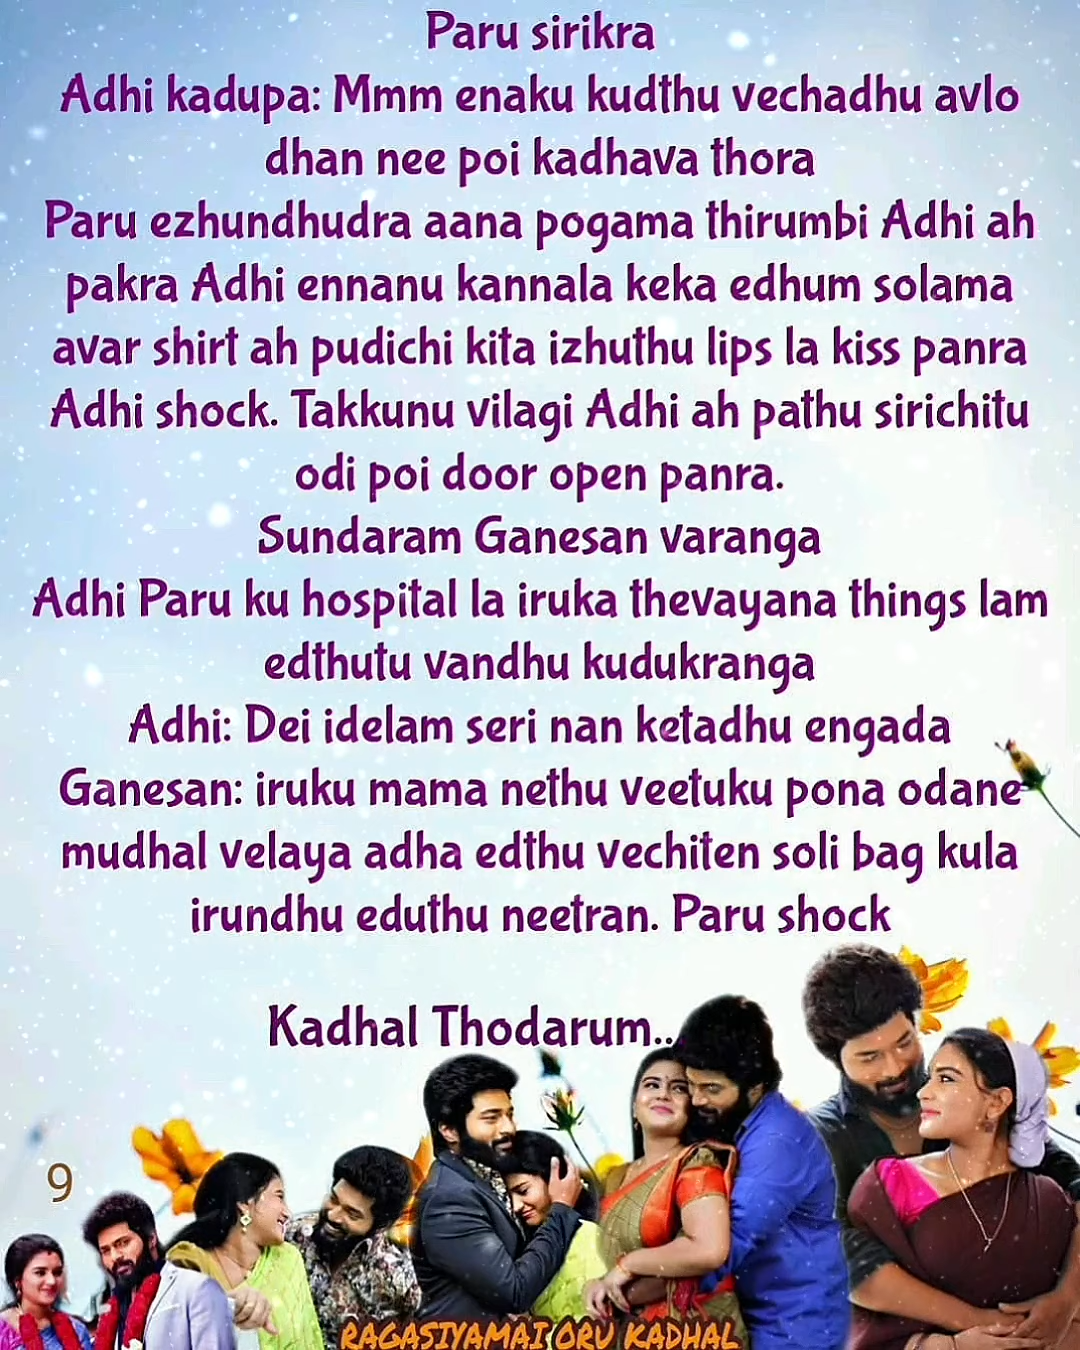 Paru sirikra
Adhi kadupa: Mmm enaku kudthu vechadhu avlo
dhan nee poi kadhava thora
Paru ezhundhudra aana pogama thirumbi Adhi ah
pakra Adhi ennanu kannala keka edhum solama
avar shirt ah pudichi kita izhuthu lips la kiss panra
Adhi shock. Takkunu vilagi Adhi ah pathu sirichitu
odi poi door open panra.
Sundaram Ganesan varanga
Adhi Paru ku hospital la iruka thevayana things lam
edthutu vandhu kudukranga
Adhi: Dei idelam seri nan ketadhu engada
Ganesan: iruku mama nethu veetuku pona odane
mudhal velaya adha edthu vechiten soli bag kula
irundhu eduthu neetran. Paru shock
Kadhal Thodarum...
9
RAGASIYAMAI ORU KADHAL